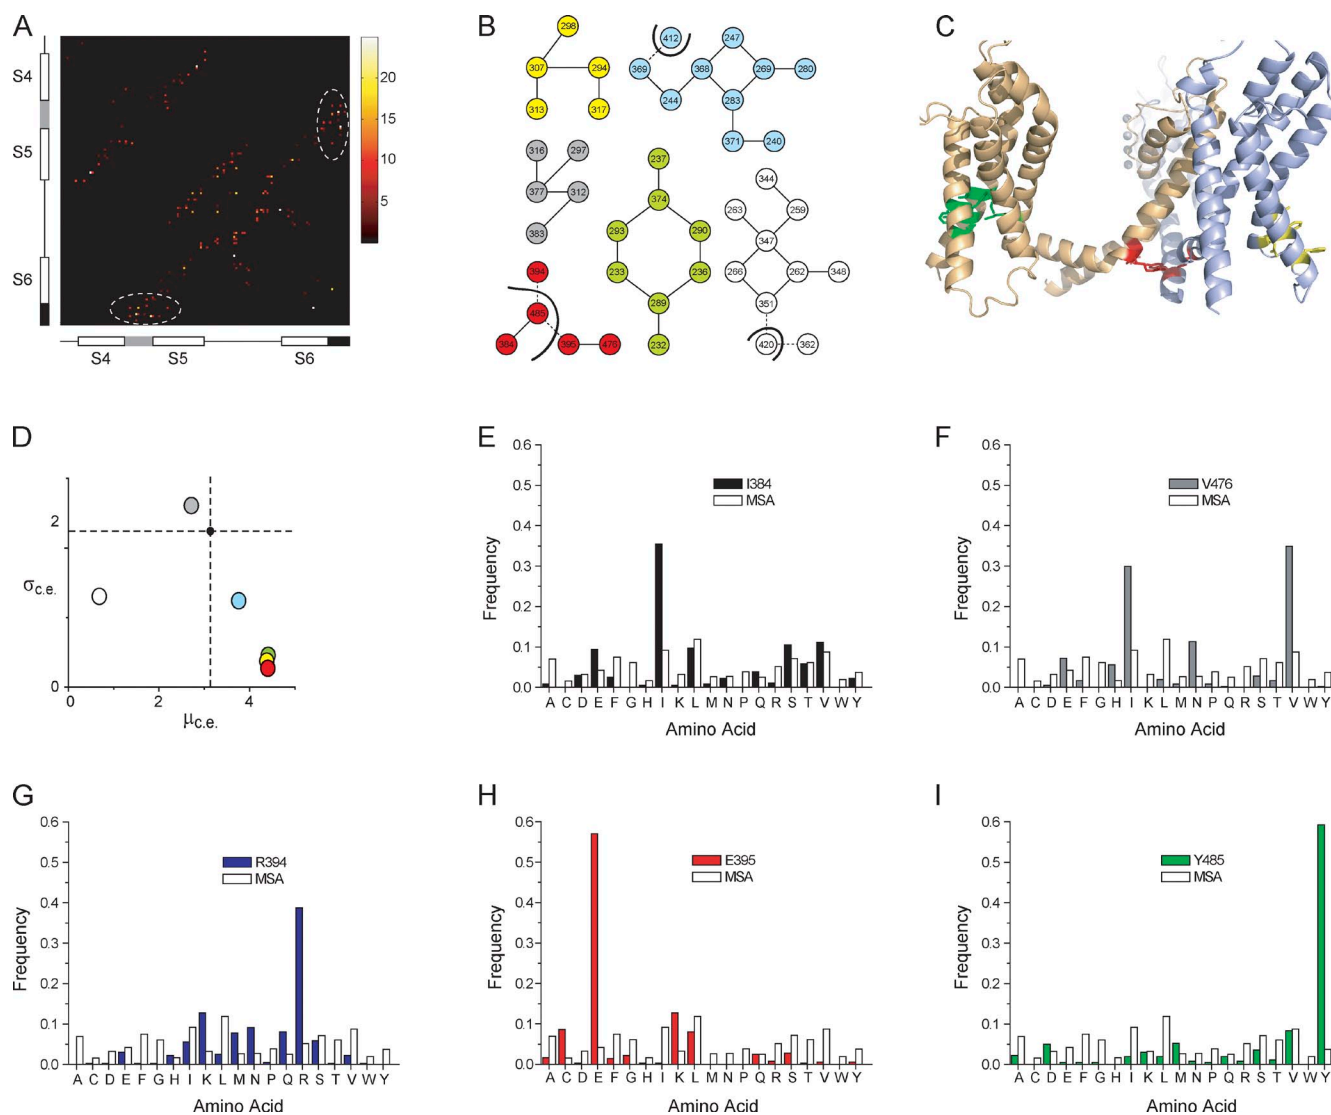 A
S4
S5
S6
20
15
10
5
S4 S5 S6
B
298
307 294
313 317
412
369
244
368
247
269 280
283
371 240
316 297
377 312
383
237
374
293 290
233 236
289
232
344
263 259
347
266 262 348
351
420 362
394
485
384 395 476
C
D
2
σc.e.
0
0 2 4
μc.e.
E
0.6
0.5
0.4
0.3
0.2
0.1
0.0
Frequency
I384
MSA
A C D E F G H I K L M N P Q R S T V W Y
Amino Acid
F
0.6
0.5
0.4
0.3
0.2
0.1
0.0
Frequency
V476
MSA
A C D E F G H I K L M N P Q R S T V W Y
Amino Acid
G
0.6
0.5
0.4
0.3
0.2
0.1
0.0
Frequency
R394
MSA
A C D E F G H I K L M N P Q R S T V W Y
Amino Acid
H
0.6
0.5
0.4
0.3
0.2
0.1
0.0
Frequency
E395
MSA
A C D E F G H I K L M N P Q R S T V W Y
Amino Acid
I
0.6
0.5
0.4
0.3
0.2
0.1
0.0
Frequency
Y485
MSA
A C D E F G H I K L M N P Q R S T V W Y
Amino Acid